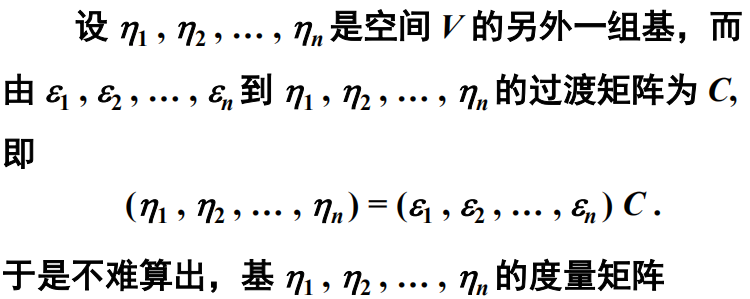 设 η₁ , η₂ , … , ηₙ 是空间 V 的另外一组基，而
由 ε₁ , ε₂ , … , εₙ 到 η₁ , η₂ , … , ηₙ 的过渡矩阵为 C,
即
(η₁ , η₂ , … , ηₙ) = (ε₁ , ε₂ , … , εₙ) C .
于是不难算出，基 η₁ , η₂ , … , ηₙ 的度量矩阵